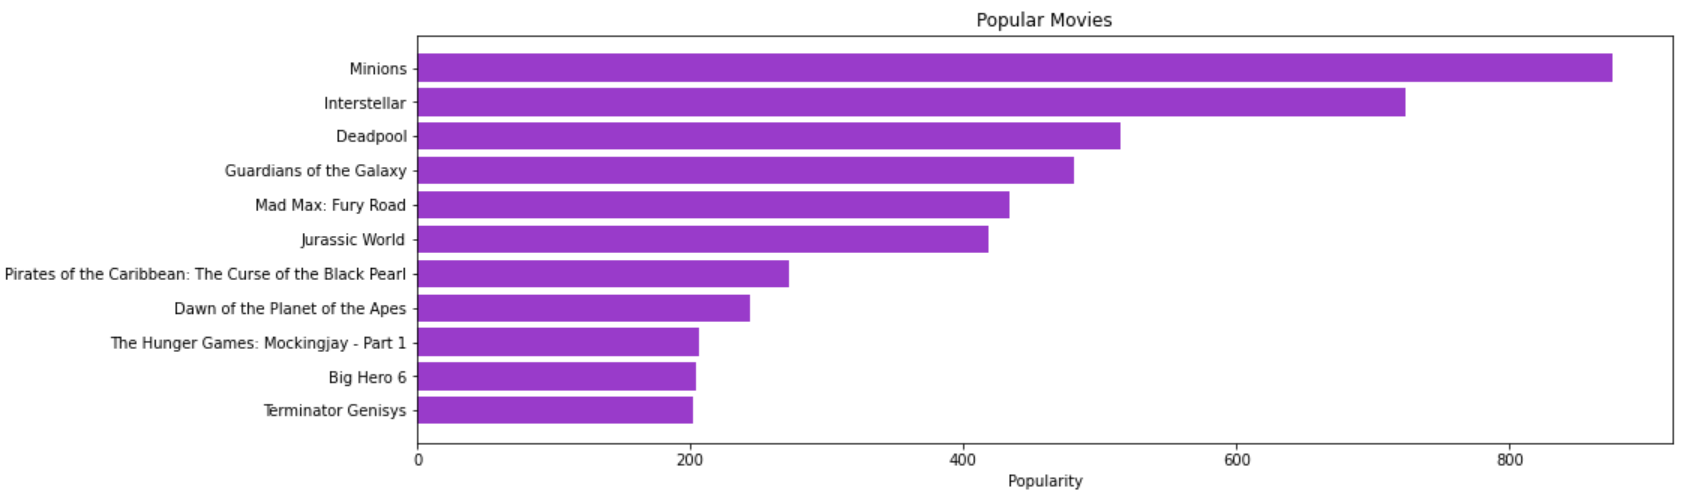 Popular Movies
Minions
Interstellar
Deadpool
Guardians of the Galaxy
Mad Max: Fury Road
Jurassic World
Pirates of the Caribbean: The Curse of the Black Pearl
Dawn of the Planet of the Apes
The Hunger Games: Mockingjay - Part 1
Big Hero 6
Terminator Genisys
0 200 400 600 800
Popularity